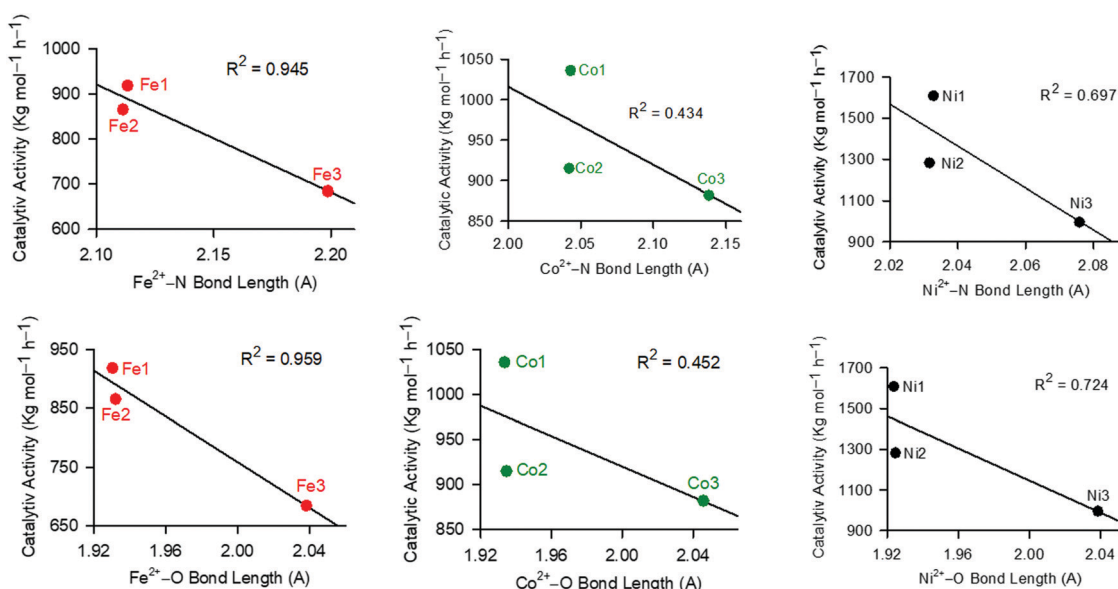 Catalytiv Activity (Kg mol⁻¹ h⁻¹)
1000
900
800
700
600
R² = 0.945
Fe1
Fe2
Fe3
2.10
2.15
2.20
Fe²⁺–N Bond Length (A)
Catalytic Activity (Kg mol⁻¹ h⁻¹)
1050
1000
950
900
850
Co1
R² = 0.434
Co2
Co3
2.00
2.05
2.10
2.15
Co²⁺–N Bond Length (A)
Catalytiv Activity (Kg mol⁻¹ h⁻¹)
1700
1500
1300
1100
900
R² = 0.697
Ni1
Ni2
Ni3
2.02
2.04
2.06
2.08
Ni²⁺–N Bond Length (A)
Catalytiv Activity (Kg mol⁻¹ h⁻¹)
950
850
750
650
R² = 0.959
Fe1
Fe2
Fe3
1.92
1.96
2.00
2.04
Fe²⁺–O Bond Length (A)
Catalytic Activity (Kg mol⁻¹ h⁻¹)
1050
1000
950
900
850
R² = 0.452
Co1
Co2
Co3
1.92
1.96
2.00
2.04
Co²⁺–O Bond Length (A)
Catalytiv Activity (Kg mol⁻¹ h⁻¹)
1700
1500
1300
1100
900
R² = 0.724
Ni1
Ni2
Ni3
1.92
1.96
2.00
2.04
Ni²⁺–O Bond Length (A)